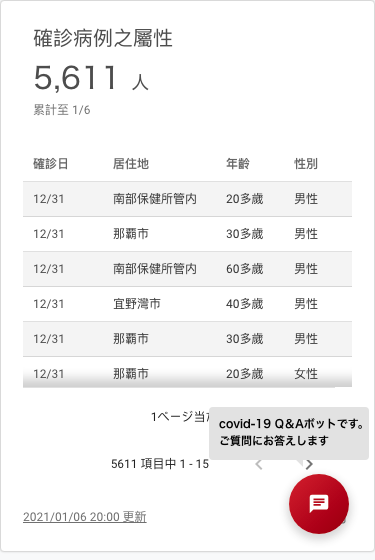 確診病例之屬性
5,611 人
累計至 1/6
確診日 居住地 年齡 性別
12/31 南部保健所管内 20多歲 男性
12/31 那覇市 30多歲 男性
12/31 南部保健所管内 60多歲 男性
12/31 宜野灣市 40多歲 男性
12/31 那覇市 30多歲 男性
12/31 那覇市 20多歲 女性
1ページ当
covid-19 Q&Aボットです。
ご質問にお答えします
5611 項目中 1 - 15
2021/01/06 20:00 更新